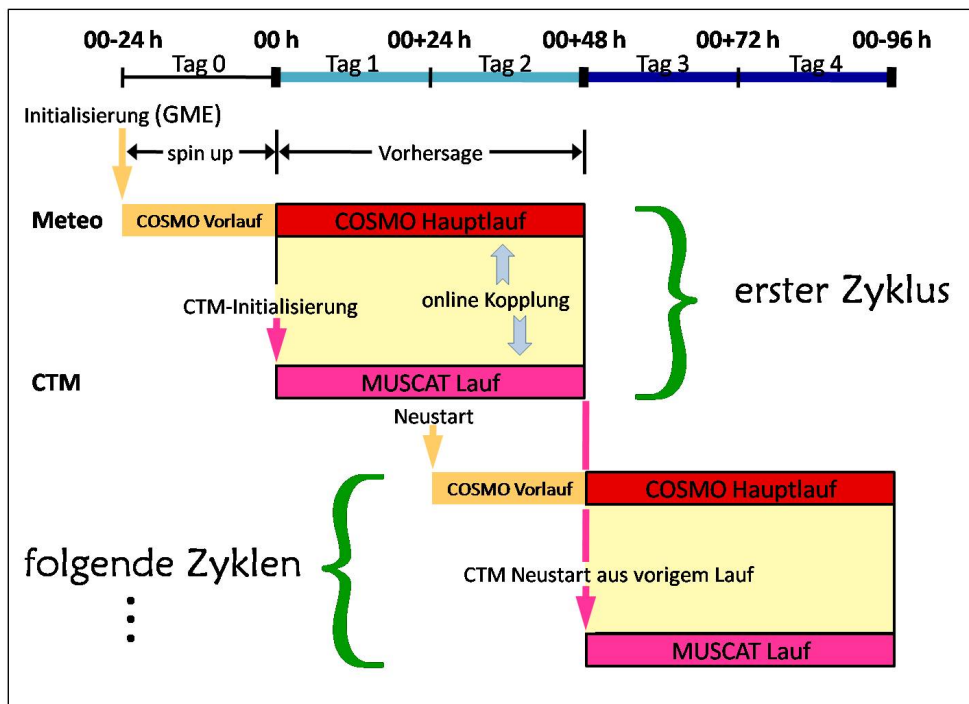 00-24 h 00 h 00+24 h 00+48 h 00+72 h 00-96 h
Tag 0 Tag 1 Tag 2 Tag 3 Tag 4
Initialisierung (GME)
spin up Vorhersage
Meteo COSMO Vorlauf COSMO Hauptlauf
erster Zyklus
CTM-Initialisierung online Kopplung
CTM MUSCAT Lauf
Neustart
COSMO Vorlauf COSMO Hauptlauf
folgende Zyklen
CTM Neustart aus vorigem Lauf
MUSCAT Lauf